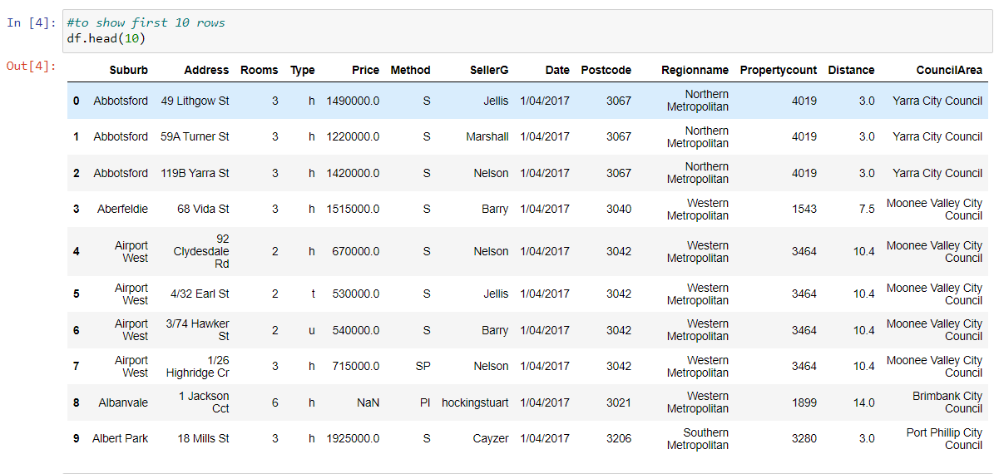 In [4]: #to show first 10 rows
df.head(10)
Out[4]:
Suburb Address Rooms Type Price Method SellerG Date Postcode Regionname Propertycount Distance CouncilArea
0 Abbotsford 49 Lithgow St 3 h 1490000.0 S Jellis 1/04/2017 3067 Northern Metropolitan 4019 3.0 Yarra City Council
1 Abbotsford 59A Turner St 3 h 1220000.0 S Marshall 1/04/2017 3067 Northern Metropolitan 4019 3.0 Yarra City Council
2 Abbotsford 119B Yarra St 3 h 1420000.0 S Nelson 1/04/2017 3067 Northern Metropolitan 4019 3.0 Yarra City Council
3 Aberfeldie 68 Vida St 3 h 1515000.0 S Barry 1/04/2017 3040 Western Metropolitan 1543 7.5 Moonee Valley City Council
4 Airport West 92 Clydesdale Rd 2 h 670000.0 S Nelson 1/04/2017 3042 Western Metropolitan 3464 10.4 Moonee Valley City Council
5 Airport West 4/32 Earl St 2 t 530000.0 S Jellis 1/04/2017 3042 Western Metropolitan 3464 10.4 Moonee Valley City Council
6 Airport West 3/74 Hawker St 2 u 540000.0 S Barry 1/04/2017 3042 Western Metropolitan 3464 10.4 Moonee Valley City Council
7 Airport West 1/26 Highridge Cr 3 h 715000.0 SP Nelson 1/04/2017 3042 Western Metropolitan 3464 10.4 Moonee Valley City Council
8 Albanvale 1 Jackson Cct 6 h NaN PI hockingstuart 1/04/2017 3021 Western Metropolitan 1899 14.0 Brimbank City Council
9 Albert Park 18 Mills St 3 h 1925000.0 S Cayzer 1/04/2017 3206 Southern Metropolitan 3280 3.0 Port Phillip City Council